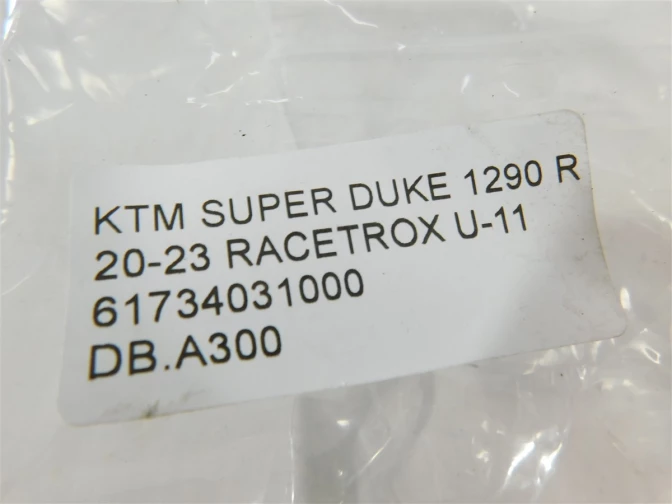 KTM SUPER DUKE 1290 R
20-23 RACETROX U-11
61734031000
DB.A300